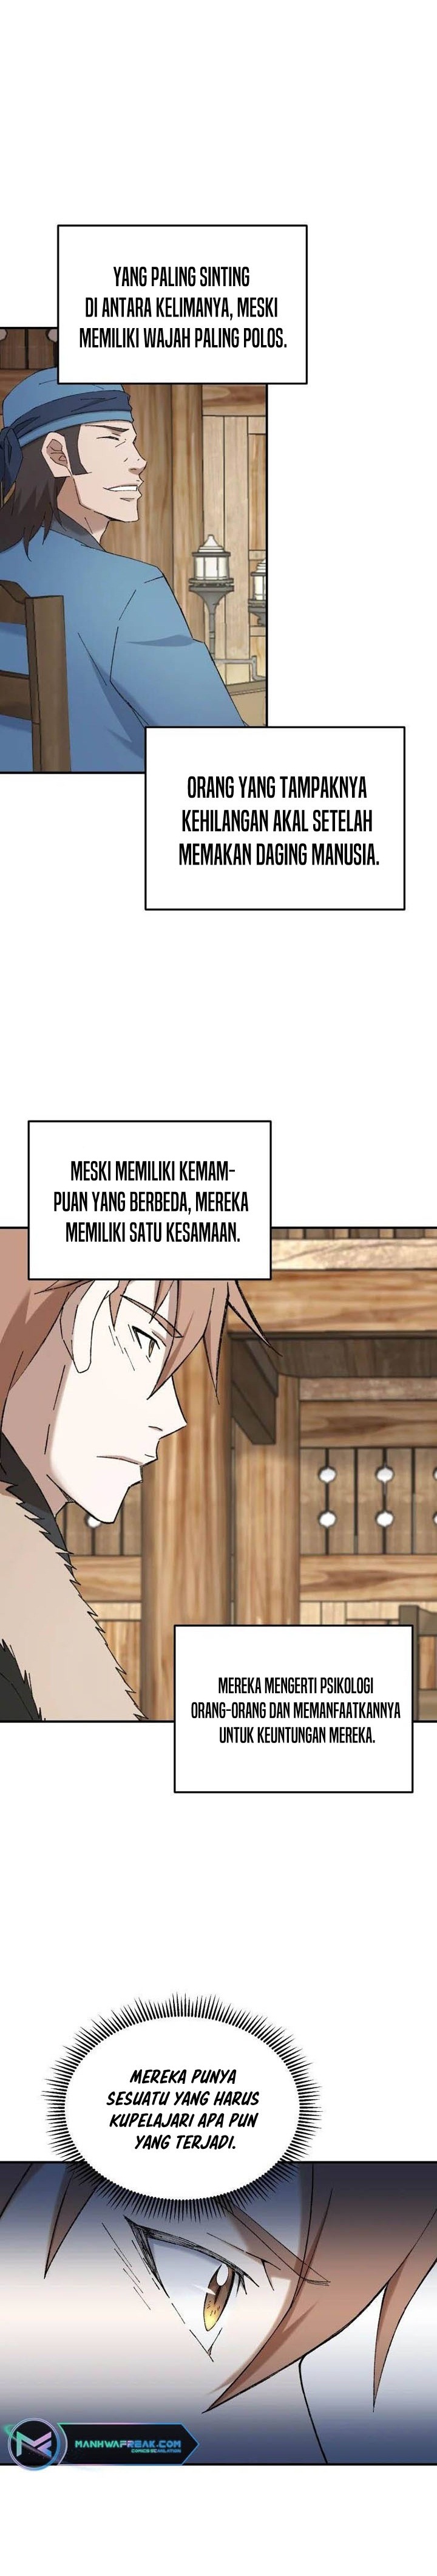 YANG PALING SINTING
DI ANTARA KELIMANYA, MESKI
MEMILIKI WAJAH PALING POLOS.
ORANG YANG TAMPAKNYA
KEHILANGAN AKAL SETELAH
MEMAKAN DAGING MANUSIA.
MESKI MEMILIKI KEMAM-
PUAN YANG BERBEDA, MEREKA
MEMILIKI SATU KESAMAAN.
MEREKA MENGERTI PSIKOLOGI
ORANG-ORANG DAN MEMANFAATKANNYA
UNTUK KEUNTUNGAN MEREKA.
MEREKA PUNYA
SESUATU YANG HARUS
KUPELAJARI APA PUN
YANG TERJADI.
MANHWAFREAK.COM